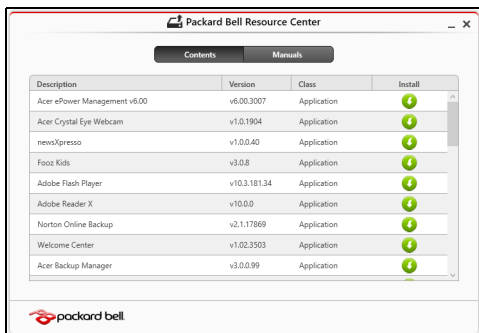 Packard Bell Resource Center
Contents Manuals
Description Version Class Install
Acer ePower Management v6.00 v6.00.3007 Application
Acer Crystal Eye Webcam v1.0.1904 Application
newsXpresso v1.0.0.40 Application
Fooz Kids v3.0.8 Application
Adobe Flash Player v10.3.181.34 Application
Adobe Reader X v10.0.0 Application
Norton Online Backup v2.1.17869 Application
Welcome Center v1.02.3503 Application
Acer Backup Manager v3.0.0.99 Application
packard bell